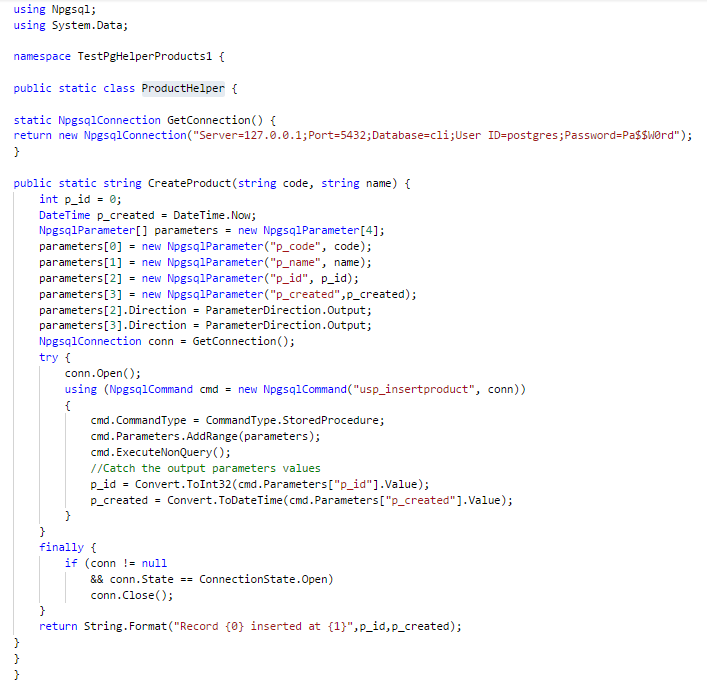 using Npgsql;
using System.Data;
namespace TestPgHelperProducts1 {
public static class ProductHelper {
static NpgsqlConnection GetConnection() {
return new NpgsqlConnection("Server=127.0.0.1;Port=5432;Database=cli;User ID=postgres;Password=Pa$$W0rd");
}
public static string CreateProduct(string code, string name) {
int p_id = 0;
DateTime p_created = DateTime.Now;
NpgsqlParameter[] parameters = new NpgsqlParameter[4];
parameters[0] = new NpgsqlParameter("p_code", code);
parameters[1] = new NpgsqlParameter("p_name", name);
parameters[2] = new NpgsqlParameter("p_id", p_id);
parameters[3] = new NpgsqlParameter("p_created",p_created);
parameters[2].Direction = ParameterDirection.Output;
parameters[3].Direction = ParameterDirection.Output;
NpgsqlConnection conn = GetConnection();
try {
conn.Open();
using (NpgsqlCommand cmd = new NpgsqlCommand("usp_insertproduct", conn))
{
cmd.CommandType = CommandType.StoredProcedure;
cmd.Parameters.AddRange(parameters);
cmd.ExecuteNonQuery();
//Catch the output parameters values
p_id = Convert.ToInt32(cmd.Parameters["p_id"].Value);
p_created = Convert.ToDateTime(cmd.Parameters["p_created"].Value);
}
}
finally {
if (conn != null
&& conn.State == ConnectionState.Open)
conn.Close();
}
return String.Format("Record {0} inserted at {1}",p_id,p_created);
}
}
}